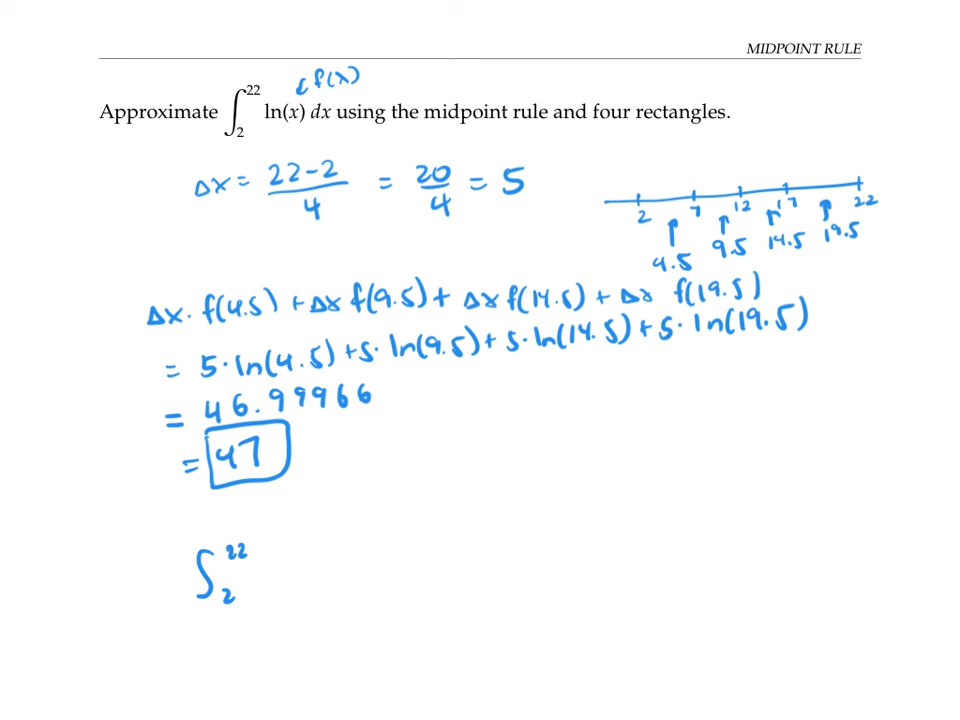 MIDPOINT RULE
f(x)
Approximate ∫₂²² ln(x) dx using the midpoint rule and four rectangles.
Δx = 22-2/4 = 20/4 = 5
2 7 12 17 22
4.5 9.5 14.5 19.5
Δx · f(4.5) + Δx f(9.5) + Δx f(14.5) + Δx f(19.5)
= 5 · ln(4.5) + 5 · ln(9.5) + 5 · ln(14.5) + 5 · ln(19.5)
= 46.99966
= 47
∫₂²²